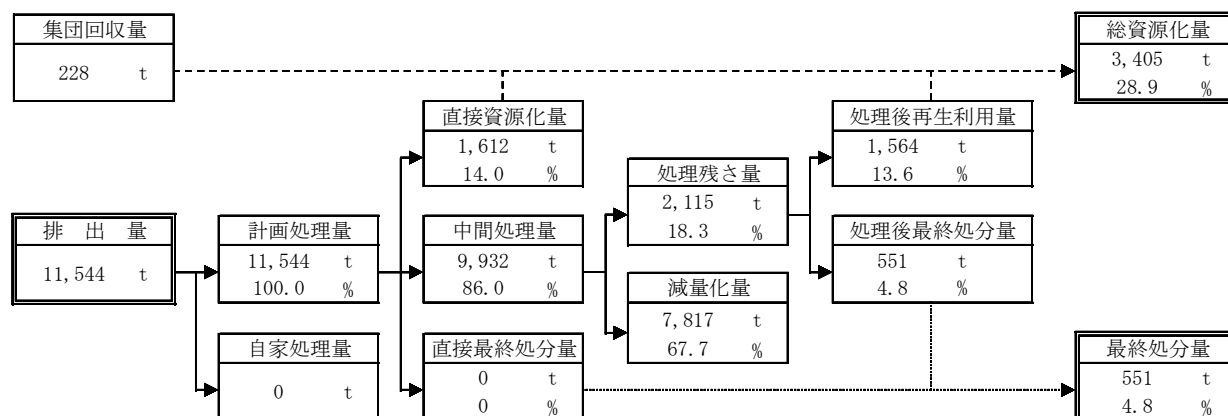 集団回収量
228 t
総資源化量
3,405 t
28.9 %
直接資源化量
1,612 t
14.0 %
処理後再生利用量
1,564 t
13.6 %
処理残さ量
2,115 t
18.3 %
排 出 量
11,544 t
計画処理量
11,544 t
100.0 %
中間処理量
9,932 t
86.0 %
処理後最終処分量
551 t
4.8 %
減量化量
7,817 t
67.7 %
自家処理量
0 t
直接最終処分量
0 t
0 %
最終処分量
551 t
4.8 %